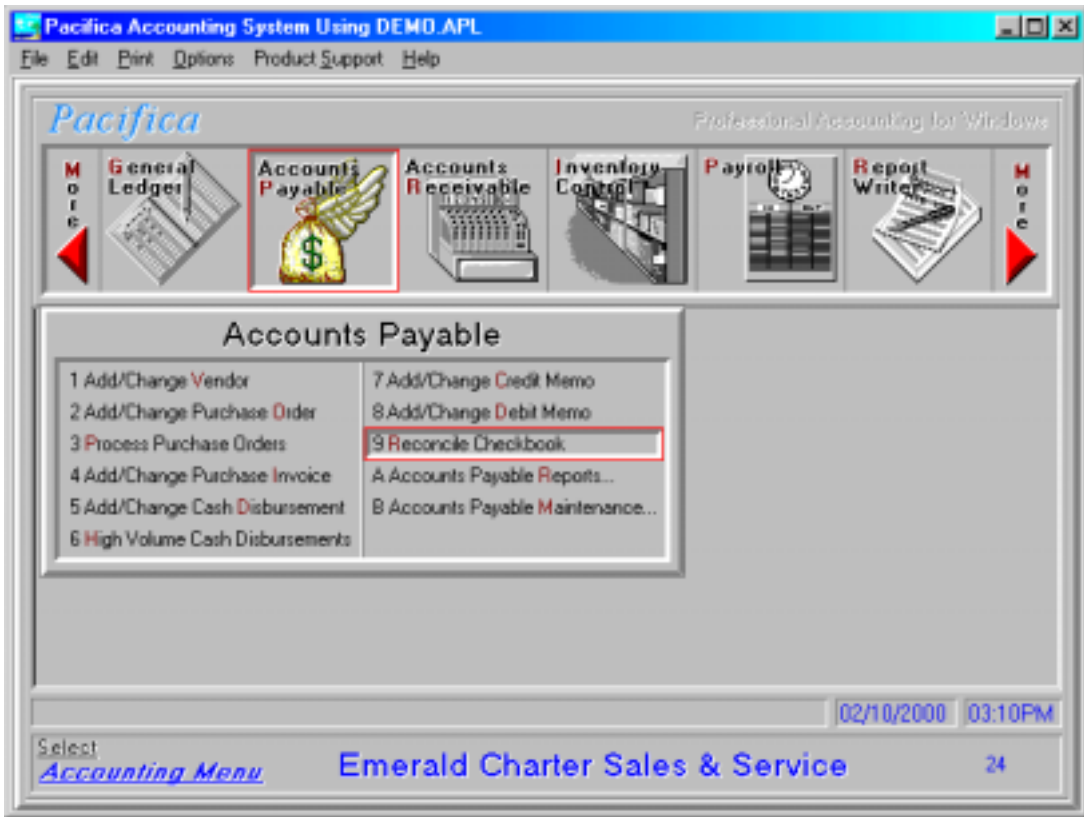 Pacifica Accounting System Using DEMO.APL
File Edit Print Options Product Support Help
Pacifica
Professional Accounting for Windows
More
General Ledger
Accounts Payable
Accounts Receivable
Inventory Control
Payroll
Report Writer
More
Accounts Payable
1 Add/Change Vendor
2 Add/Change Purchase Order
3 Process Purchase Orders
4 Add/Change Purchase Invoice
5 Add/Change Cash Disbursement
6 High Volume Cash Disbursements
7 Add/Change Credit Memo
8 Add/Change Debit Memo
9 Reconcile Checkbook
A Accounts Payable Reports...
B Accounts Payable Maintenance...
02/10/2000 03:10PM
Select
Accounting Menu
Emerald Charter Sales & Service
24